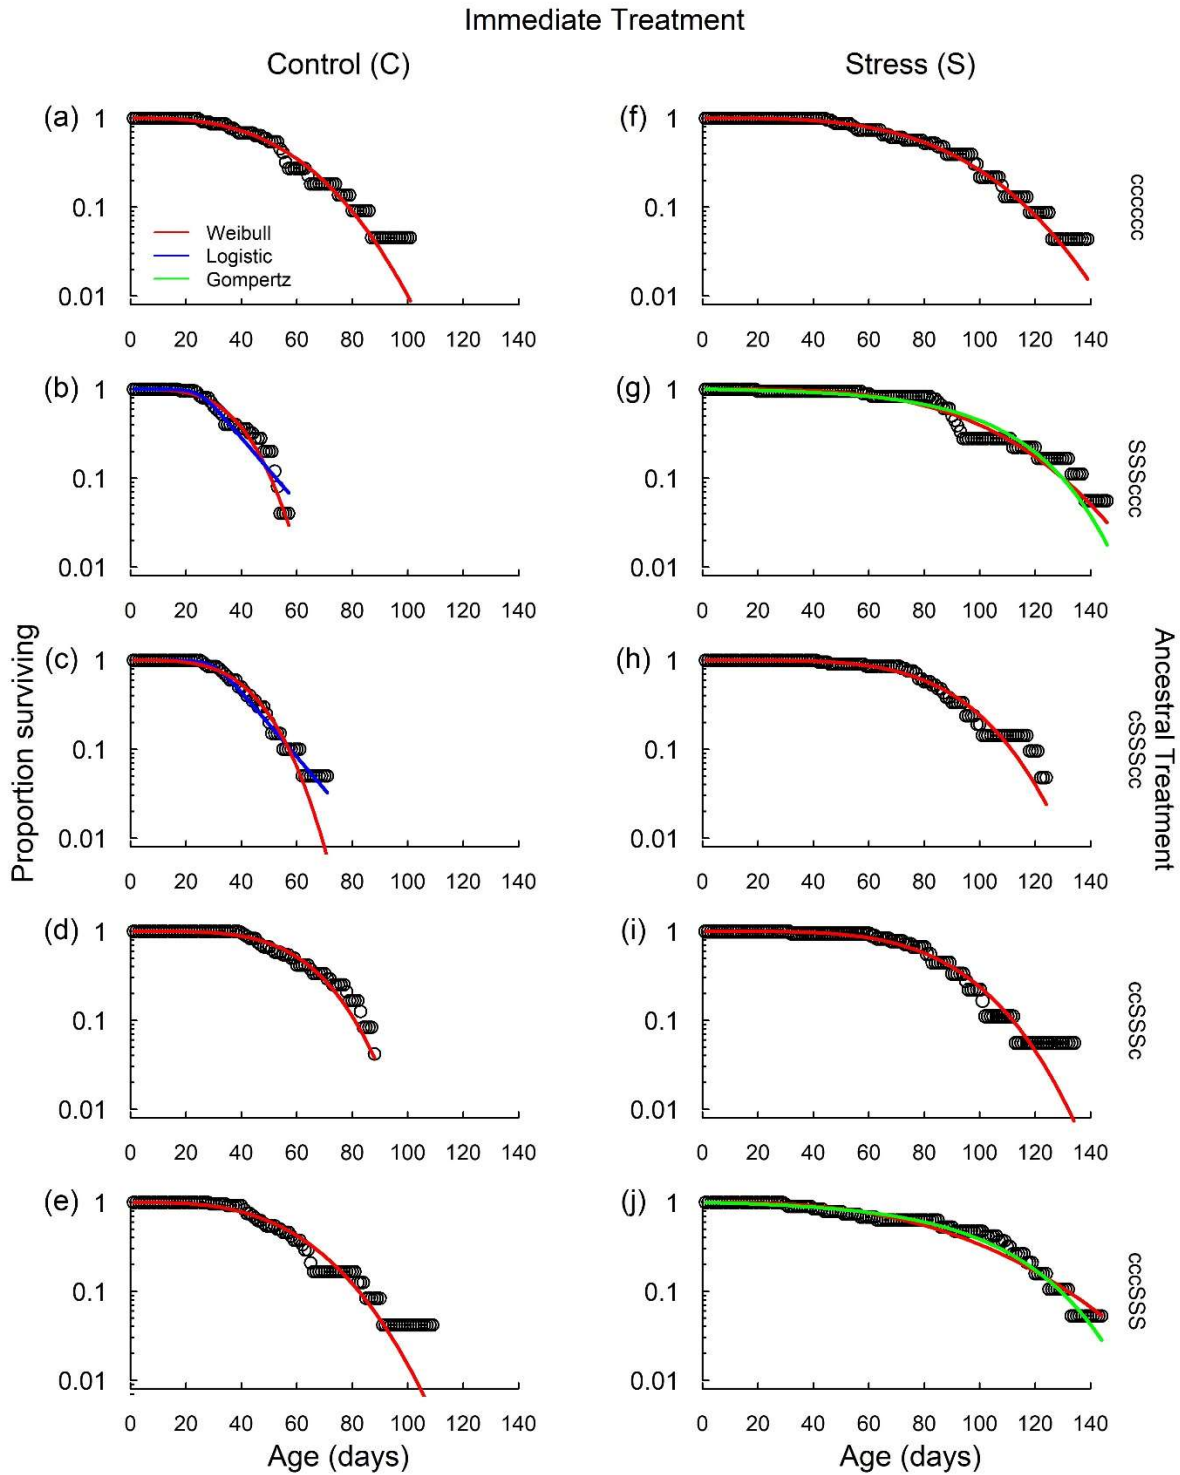 Immediate Treatment
Control (C)
Stress (S)
(a)
1
0.1
0.01
Weibull
Logistic
Gompertz
0 20 40 60 80 100 120 140
(f)
1
0.1
0.01
0 20 40 60 80 100 120 140
cccccc
(b)
1
0.1
0.01
0 20 40 60 80 100 120 140
(g)
1
0.1
0.01
0 20 40 60 80 100 120 140
SSSccc
(c)
1
0.1
0.01
0 20 40 60 80 100 120 140
(h)
1
0.1
0.01
0 20 40 60 80 100 120 140
cSSScc
(d)
1
0.1
0.01
0 20 40 60 80 100 120 140
(i)
1
0.1
0.01
0 20 40 60 80 100 120 140
ccSSSc
(e)
1
0.1
0.01
0 20 40 60 80 100 120 140
(j)
1
0.1
0.01
0 20 40 60 80 100 120 140
cccSSS
Proportion surviving
Ancestral Treatment
Age (days)
Age (days)